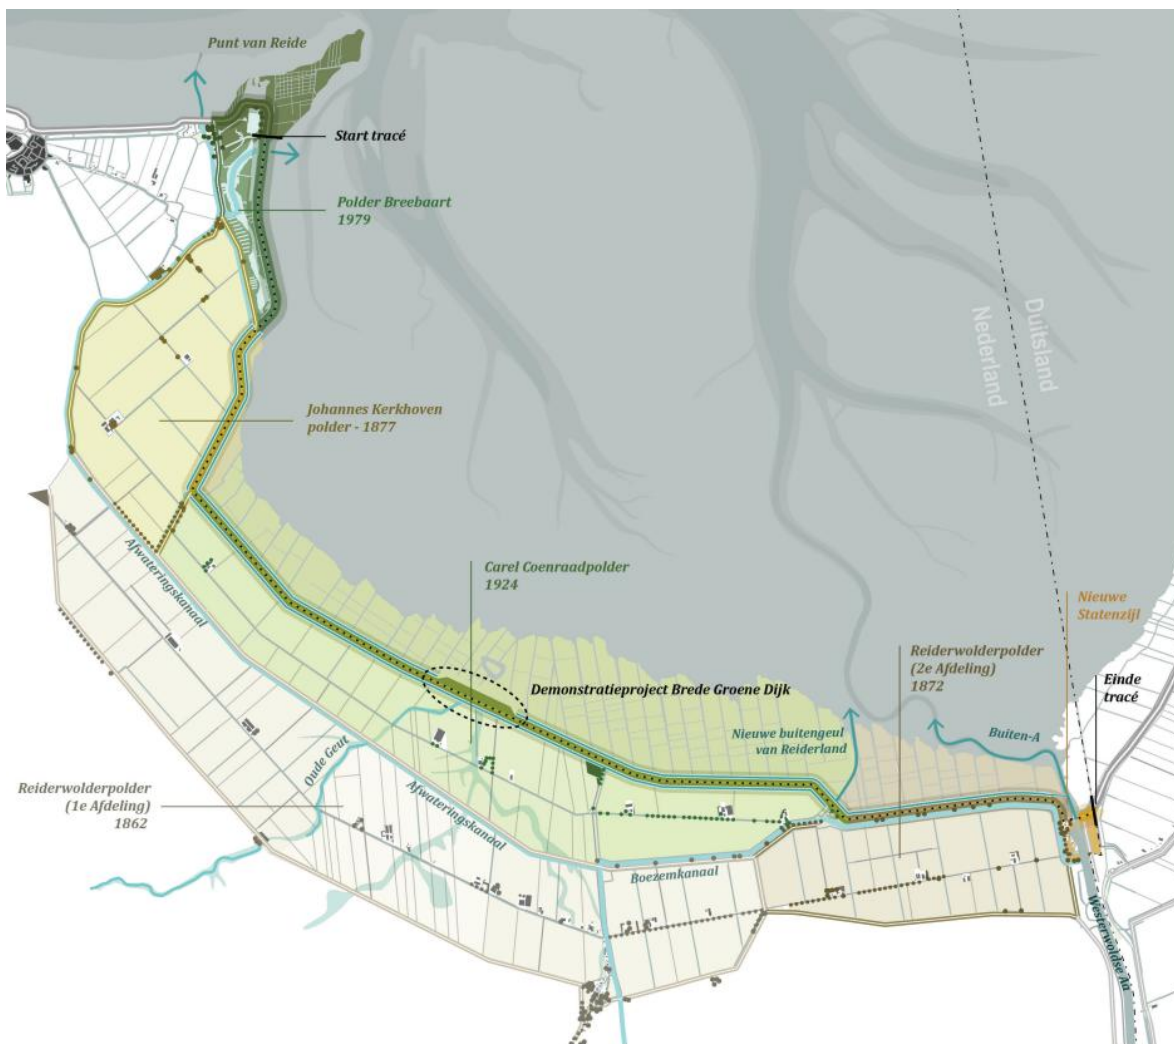 Punt van Reide
Start tracé
Polder Breebaart
1979
Duitsland
Nederland
Johannes Kerkhoven
polder - 1877
Afwateringskanaal
Carel Coenraadpolder
1924
Nieuwe
Statenzijl
Reiderwolderpolder
(2e Afdeling)
1872
Einde
tracé
Demonstratieproject Brede Groene Dijk
Nieuwe buitengeul
van Reiderland
Buiten-A
Oude Geut
Reiderwolderpolder
(1e Afdeling)
1862
Afwateringskanaal
Boezemkanaal
Westerwoldse Aa